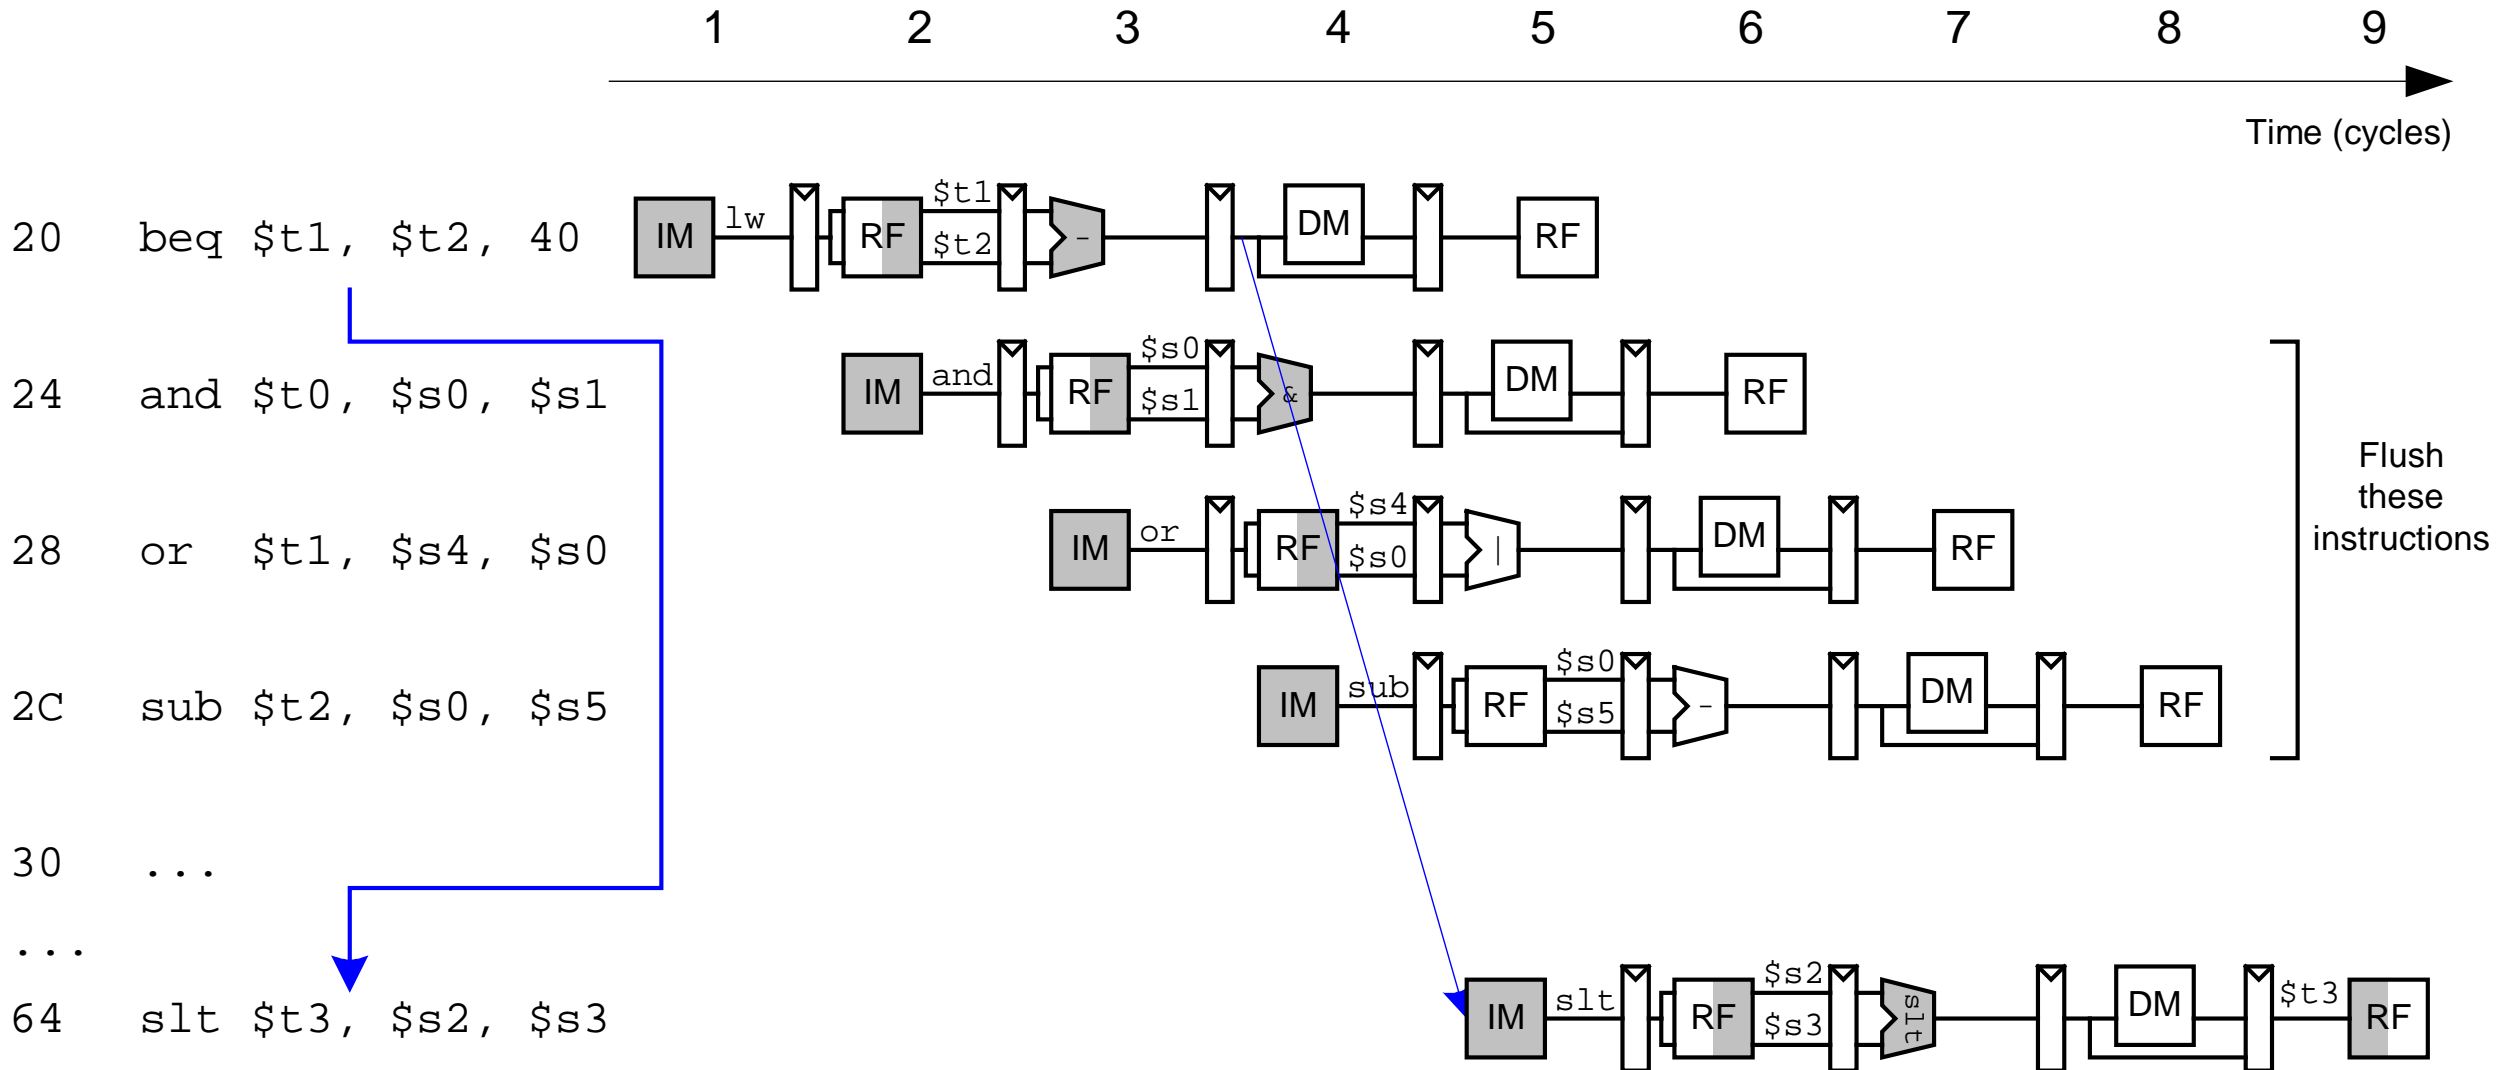 1 2 3 4 5 6 7 8 9
Time (cycles)
20 beq $t1, $t2, 40 IM lw RF $t1 $t2 - DM RF
24 and $t0, $s0, $s1 IM and RF $s0 $s1 & DM RF
28 or $t1, $s4, $s0 IM or RF $s4 $s0 | DM RF
2C sub $t2, $s0, $s5 IM sub RF $s0 $s5 - DM RF
Flush
these
instructions
30 ...
...
64 slt $t3, $s2, $s3 IM slt RF $s2 $s3 slt DM $t3 RF